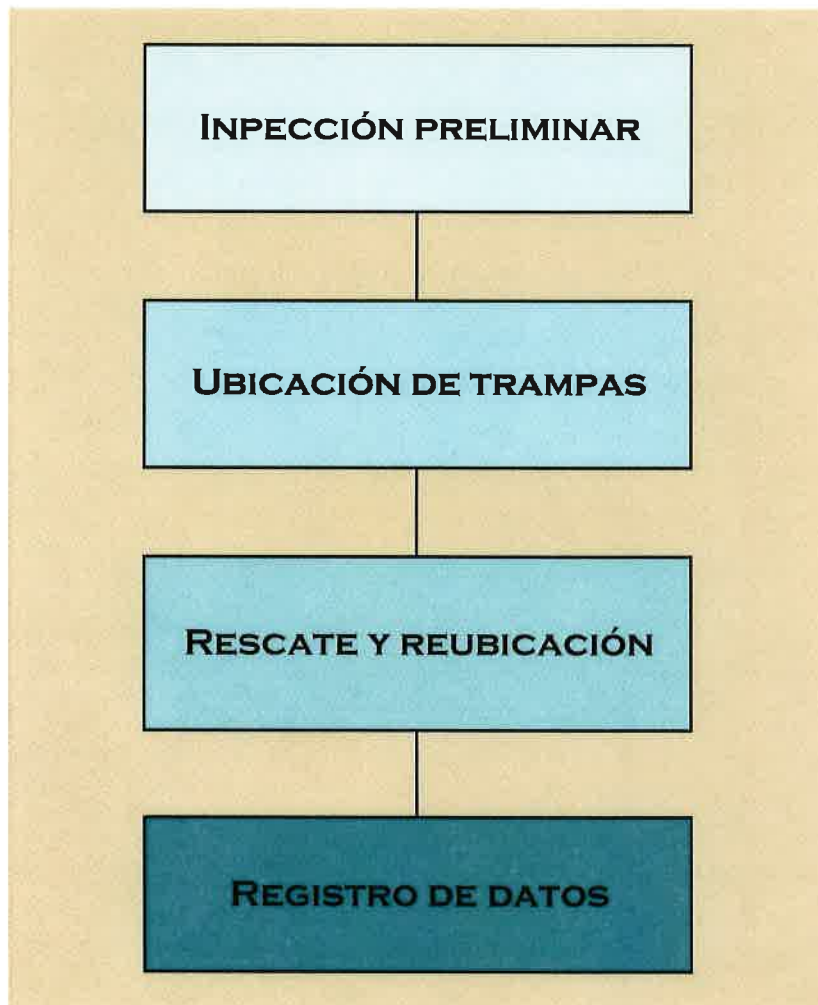 INPECCIÓN PRELIMINAR
UBICACIÓN DE TRAMPAS
RESCATE Y REUBICACIÓN
REGISTRO DE DATOS